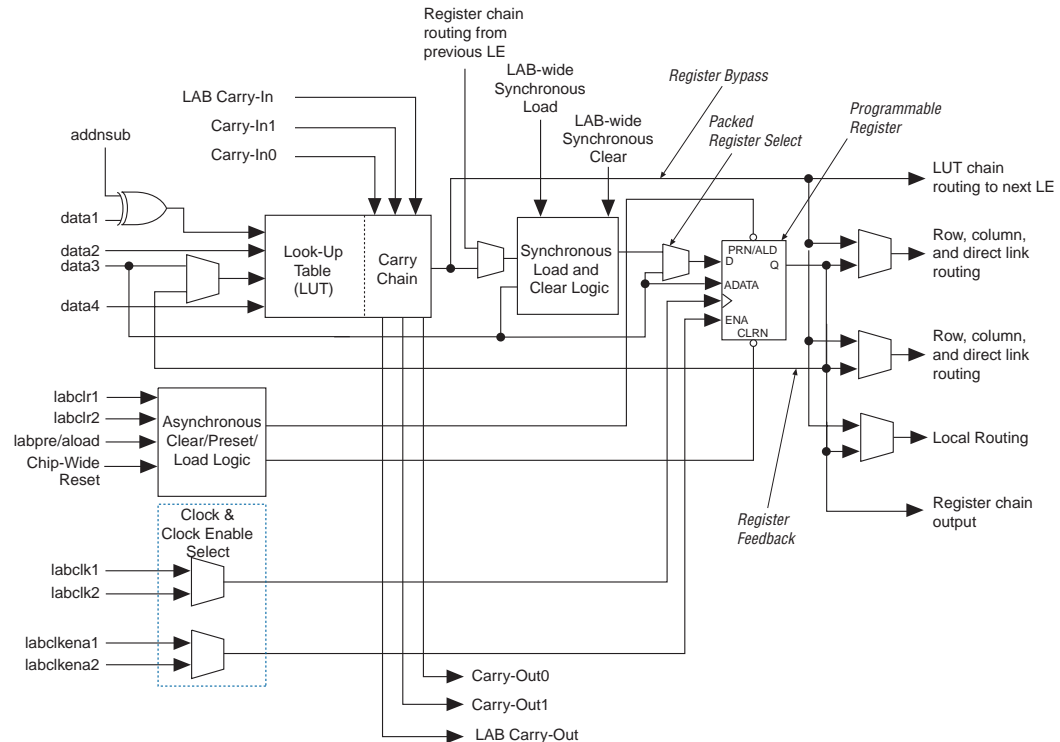 Register chain
routing from
previous LE
LAB-wide
Synchronous
Load
Register Bypass
Programmable
Register
Packed
Register Select
LAB Carry-In
Carry-In1
Carry-In0
LAB-wide
Synchronous
Clear
addnsub
data1
data2
data3
data4
LUT chain
routing to next LE
Look-Up
Table
(LUT)
Carry
Chain
Synchronous
Load and
Clear Logic
PRN/ALD
D
Q
ADATA
ENA
CLRN
Row, column,
and direct link
routing
Row, column,
and direct link
routing
labclr1
labclr2
labpre/aload
Chip-Wide
Reset
Asynchronous
Clear/Preset/
Load Logic
Local Routing
Register chain
output
Register
Feedback
Clock &
Clock Enable
Select
labclk1
labclk2
labclkena1
labclkena2
Carry-Out0
Carry-Out1
LAB Carry-Out